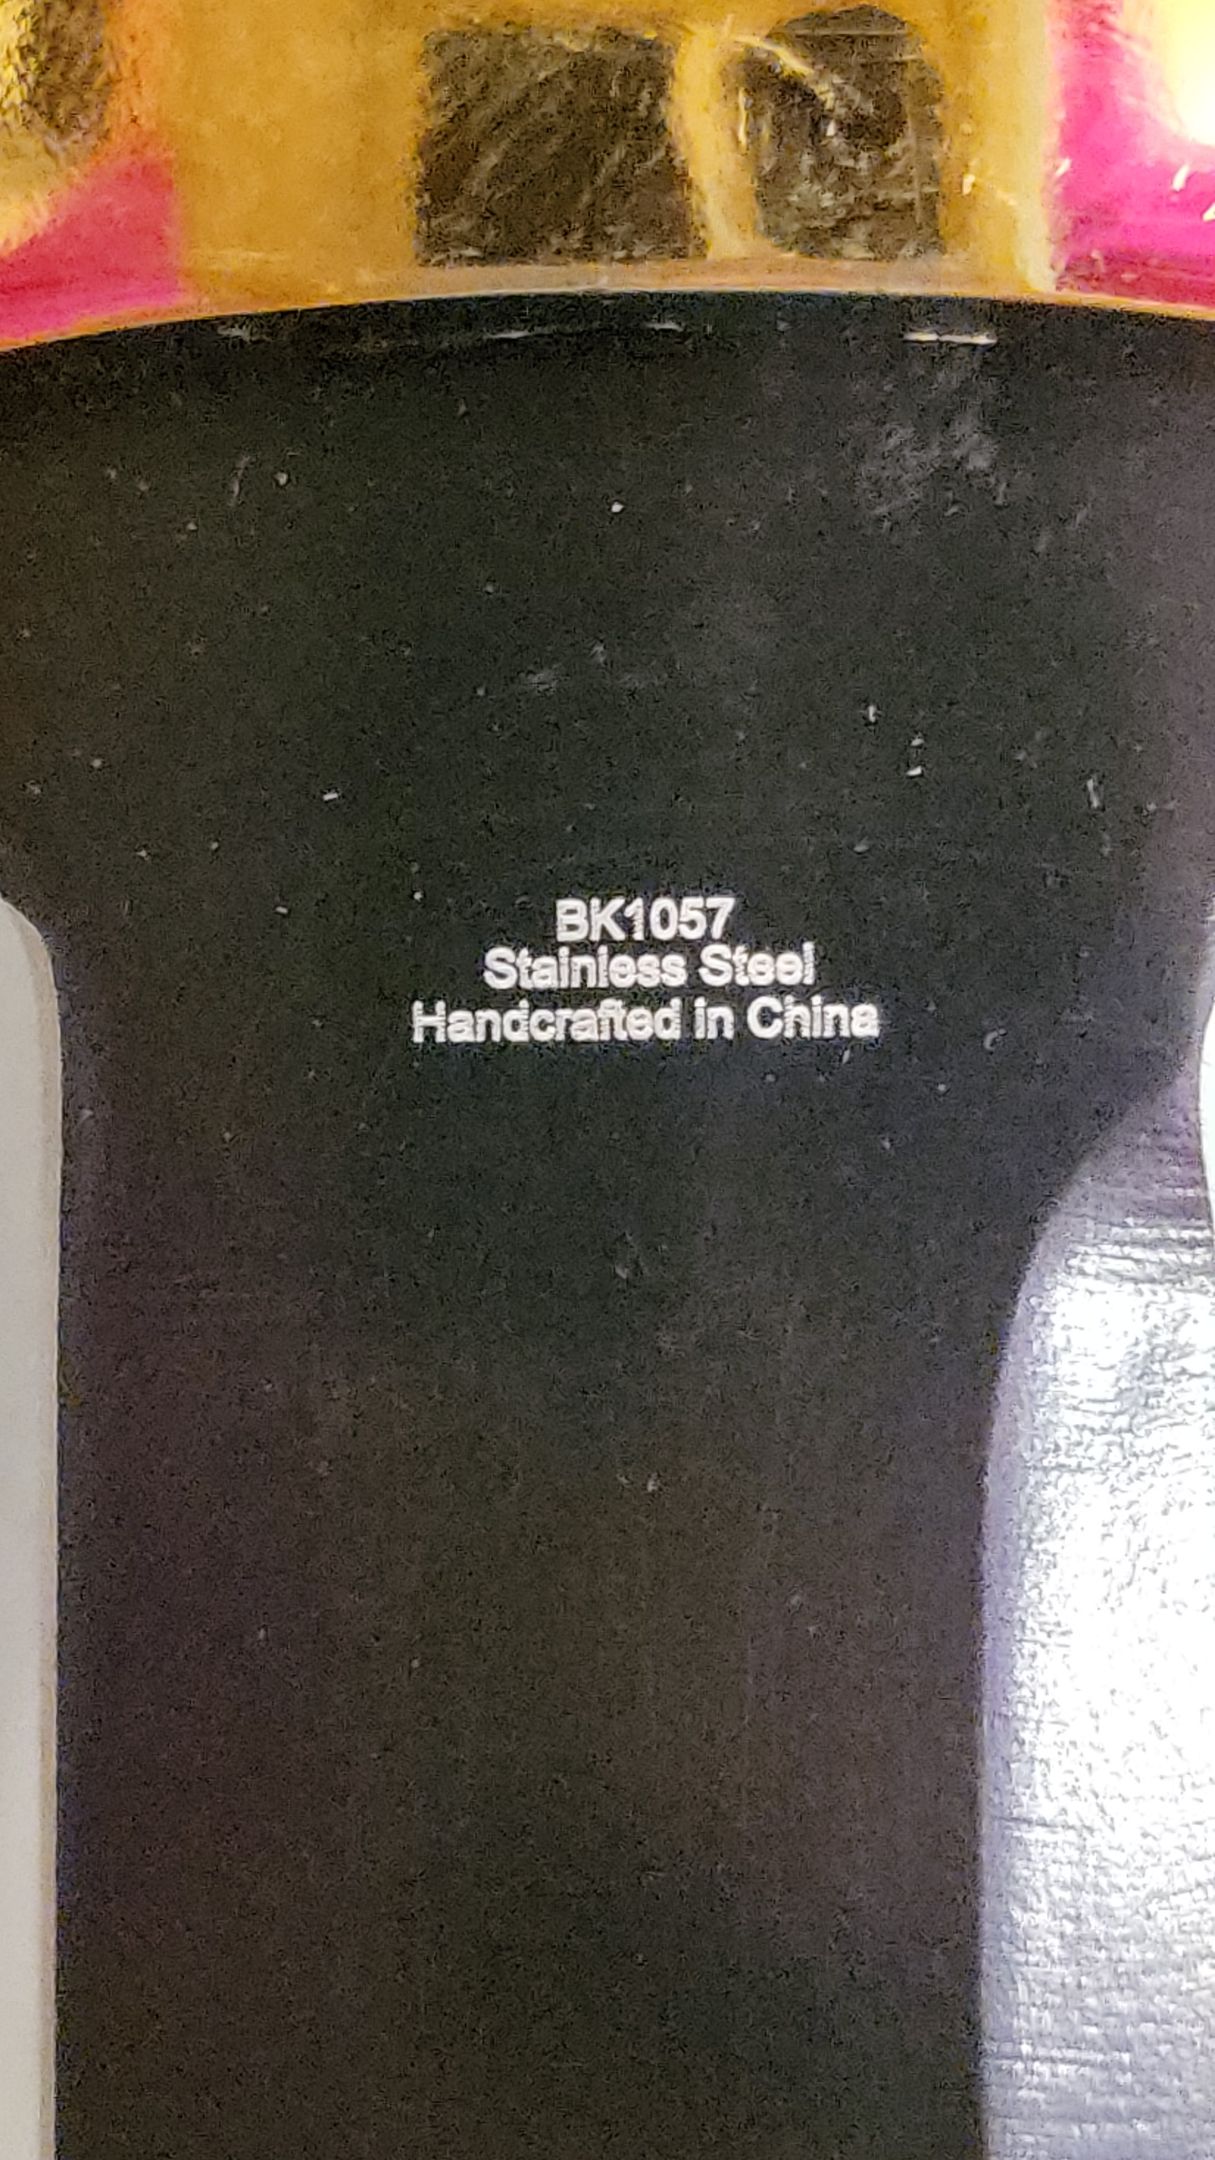 BK1057
Stainless Steel
Handcrafted in China